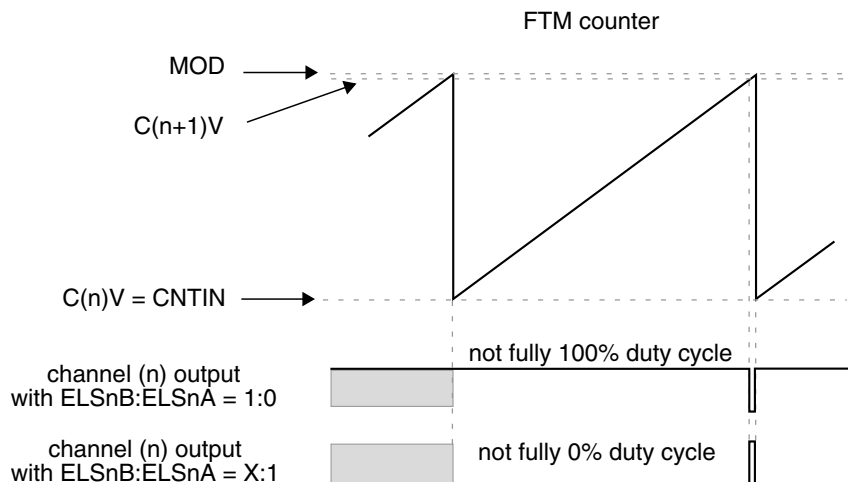 FTM counter
MOD
C(n+1)V
C(n)V = CNTIN
not fully 100% duty cycle
channel (n) output
with ELSnB:ELSnA = 1:0
channel (n) output
with ELSnB:ELSnA = X:1
not fully 0% duty cycle